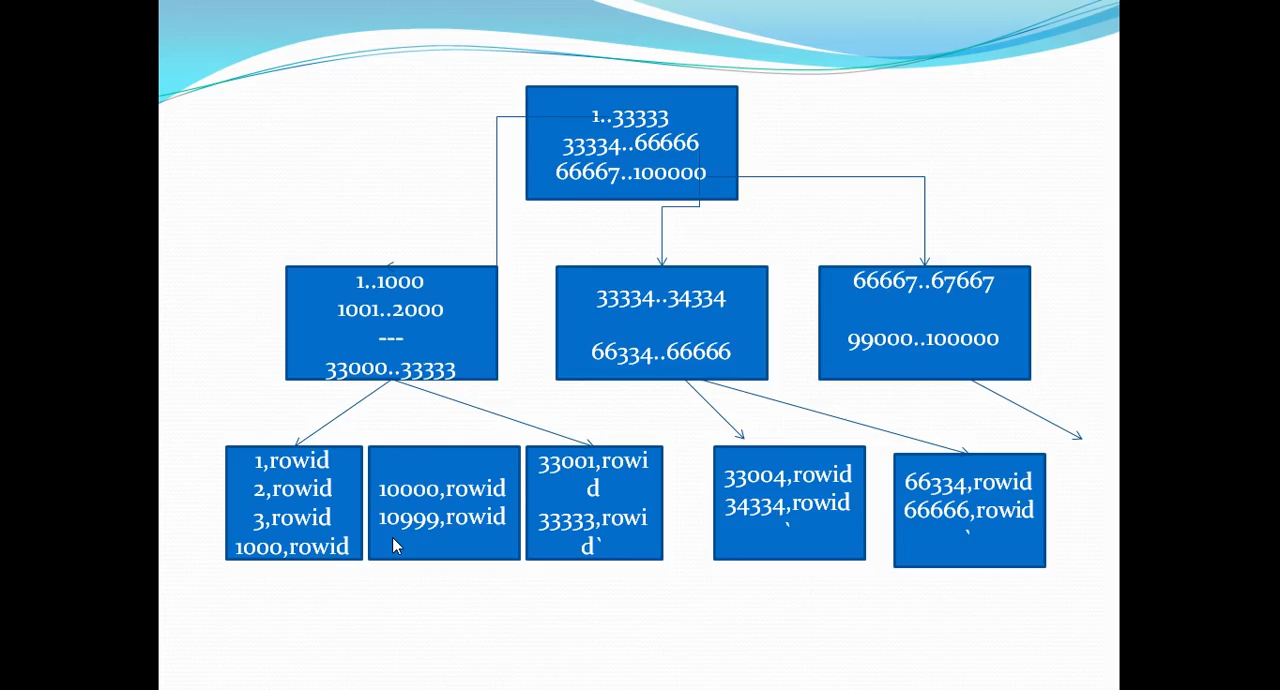 1..33333
33334..66666
66667..100000
1..1000
1001..2000
---
33000..33333
33334..34334
66334..66666
66667..67667
99000..100000
1,rowid
2,rowid
3,rowid
1000,rowid
10000,rowid
10999,rowid
33001,rowi
d
33333,rowi
d`
33004,rowid
34334,rowid
`
66334,rowid
66666,rowid
`